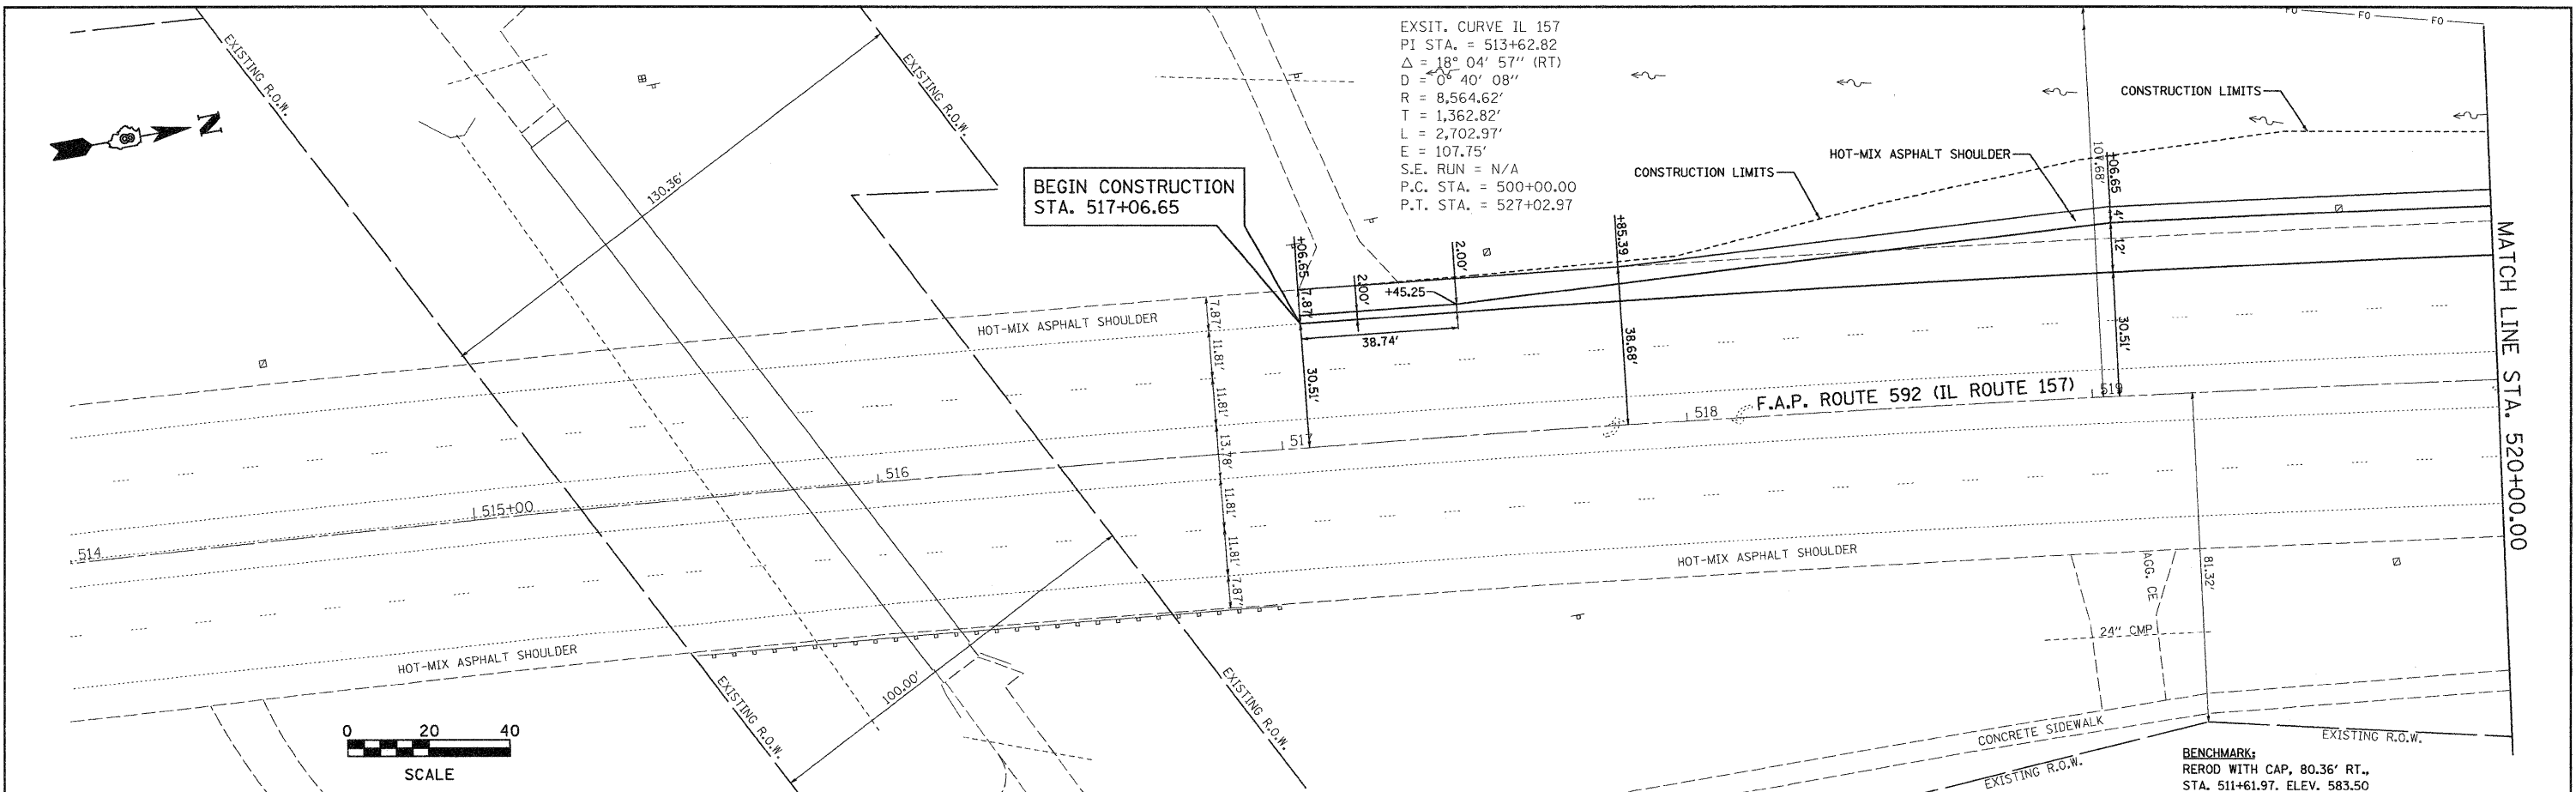 EXSIT. CURVE IL 157
PI STA. = 513+62.82
Δ = 18° 04' 57" (RT)
D = 0° 40' 08"
R = 8,564.62'
T = 1,362.82'
L = 2,702.97'
E = 107.75'
S.E. RUN = N/A
P.C. STA. = 500+00.00
P.T. STA. = 527+02.97
FO
FO
FO
EXISTING R.O.W.
EXISTING R.O.W.
N
130.36'
BEGIN CONSTRUCTION
STA. 517+06.65
CONSTRUCTION LIMITS
HOT-MIX ASPHALT SHOULDER
CONSTRUCTION LIMITS
107.68'
+06.65
4'
12'
30.51'
+85.39
38.68'
2.00'
+45.25
2.00'
38.74'
+06.65
7.87'
30.51'
HOT-MIX ASPHALT SHOULDER
7.87'
11.81'
11.81'
13.78'
11.81'
11.81'
7.87'
514
515+00
516
517
518
F.A.P. ROUTE 592 (IL ROUTE 157)
519
MATCH LINE STA. 520+00.00
HOT-MIX ASPHALT SHOULDER
HOT-MIX ASPHALT SHOULDER
AGG. CE
81.32'
24" CMP
100.00'
EXISTING R.O.W.
EXISTING R.O.W.
0 20 40
SCALE
CONCRETE SIDEWALK
EXISTING R.O.W.
EXISTING R.O.W.
BENCHMARK:
REROD WITH CAP, 80.36' RT.,
STA. 511+61.97. ELEV. 583.50